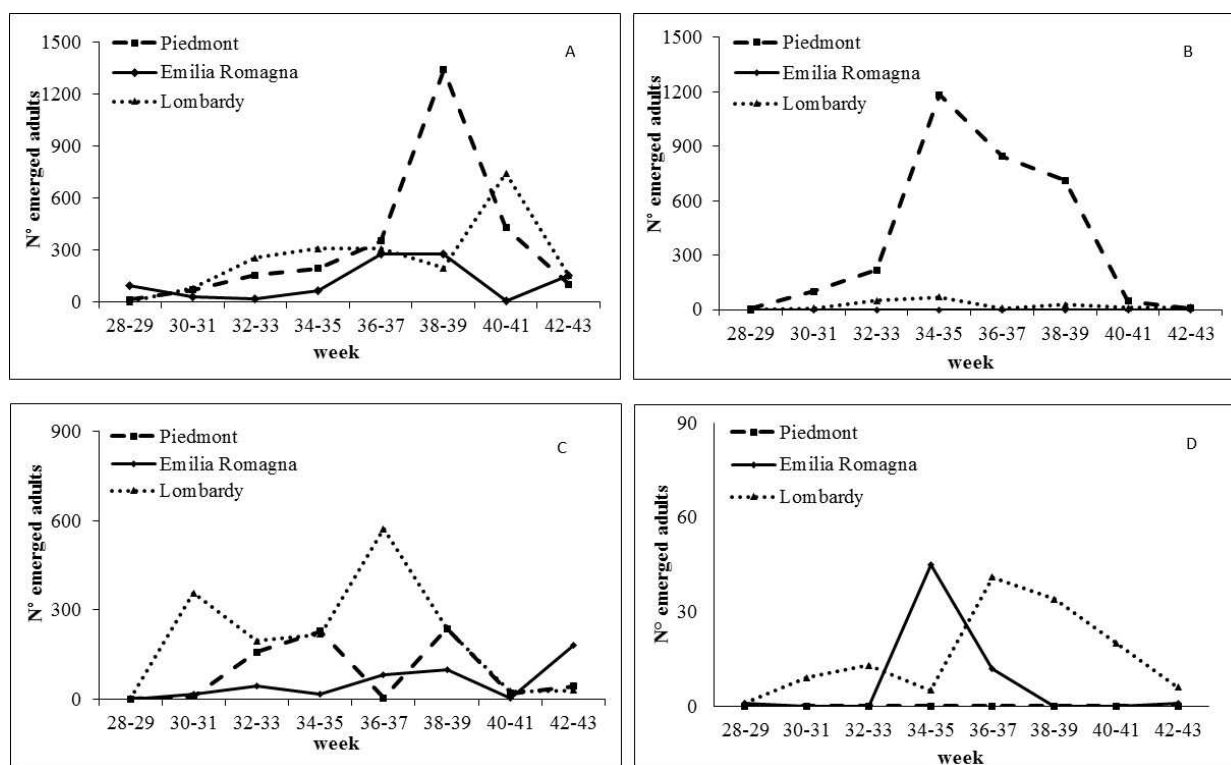 A
N° emerged adults
1500
1200
900
600
300
0
Piedmont
Emilia Romagna
Lombardy
28-29 30-31 32-33 34-35 36-37 38-39 40-41 42-43
week
B
N° emerged adults
1500
1200
900
600
300
0
Piedmont
Emilia Romagna
Lombardy
28-29 30-31 32-33 34-35 36-37 38-39 40-41 42-43
week
C
N° emerged adults
900
600
300
0
Piedmont
Emilia Romagna
Lombardy
28-29 30-31 32-33 34-35 36-37 38-39 40-41 42-43
week
D
N° emerged adults
90
60
30
0
Piedmont
Emilia Romagna
Lombardy
28-29 30-31 32-33 34-35 36-37 38-39 40-41 42-43
week